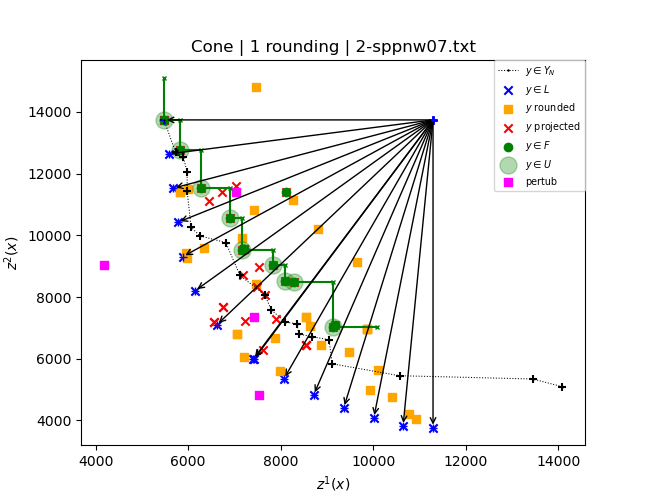 Cone | 1 rounding | 2-sppnw07.txt
z²(x)
14000
12000
10000
8000
6000
4000
4000 6000 8000 10000 12000 14000
z¹(x)
y ∈ Y_N
y ∈ L
y rounded
y projected
y ∈ F
y ∈ U
pertub